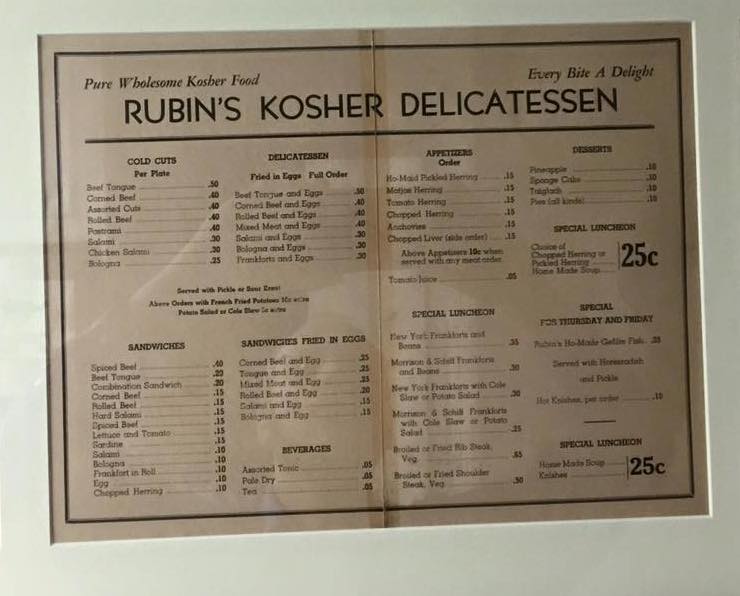 Pure Wholesome Kosher Food
Every Bite A Delight
RUBIN'S KOSHER DELICATESSEN
COLD CUTS
Per Plate
Beef Tongue .50
Corned Beef .40
Assorted Cuts .40
Rolled Beef .40
Pastrami .40
Salami .30
Chicken Salami .30
Bologna .25
DELICATESSEN
Fried in Eggs Full Order
Beef Tongue and Eggs .50
Corned Beef and Eggs .40
Rolled Beef and Eggs .40
Mixed Meat and Eggs .40
Salami and Eggs .30
Bologna and Eggs .30
Frankforts and Eggs .30
Served with Pickle or Sour Kraut
Above Orders with French Fried Potatoes 10c extra
Potato Salad or Cole Slaw 5c extra
SANDWICHES
Spiced Beef .40
Beef Tongue .20
Combination Sandwich .20
Corned Beef .15
Rolled Beef .15
Hard Salami .15
Spiced Beef .15
Lettuce and Tomato .15
Sardine .15
Salami .10
Bologna .10
Frankfort in Roll .10
Egg .10
Chopped Herring .10
SANDWICHES FRIED IN EGGS
Corned Beef and Egg .25
Tongue and Egg .25
Mixed Meat and Egg .25
Rolled Beef and Egg .20
Salami and Egg .15
Bologna and Egg .15
BEVERAGES
Assorted Tonic .05
Pale Dry .05
Tea .05
APPETIZERS
Order
Ho-Maid Pickled Herring .15
Matjes Herring .15
Tomato Herring .15
Chopped Herring .15
Anchovies .15
Chopped Liver (side order) .15
Above Appetizers 10c when
served with any meat order
Tomato Juice .05
SPECIAL LUNCHEON
New York Frankforts and
Beans .35
Morrison & Schiff Frankforts
and Beans .30
New York Frankforts with Cole
Slaw or Potato Salad .30
Morrison & Schiff Frankforts
with Cole Slaw or Potato
Salad .25
Broiled or Fried Rib Steak,
Veg. .65
Broiled or Fried Shoulder
Steak, Veg. .50
DESSERTS
Pineapple .10
Sponge Cake .10
Taiglach .10
Pies (all kinds) .10
SPECIAL LUNCHEON
Choice of
Chopped Herring or
Pickled Herring
Home Made Soup
25c
SPECIAL
FOR THURSDAY AND FRIDAY
Rubin's Ho-Made Gefilte Fish .35
Served with Horseradish
and Pickle
Hot Knishes, per order .10
SPECIAL LUNCHEON
Home Made Soup
Knishes
25c